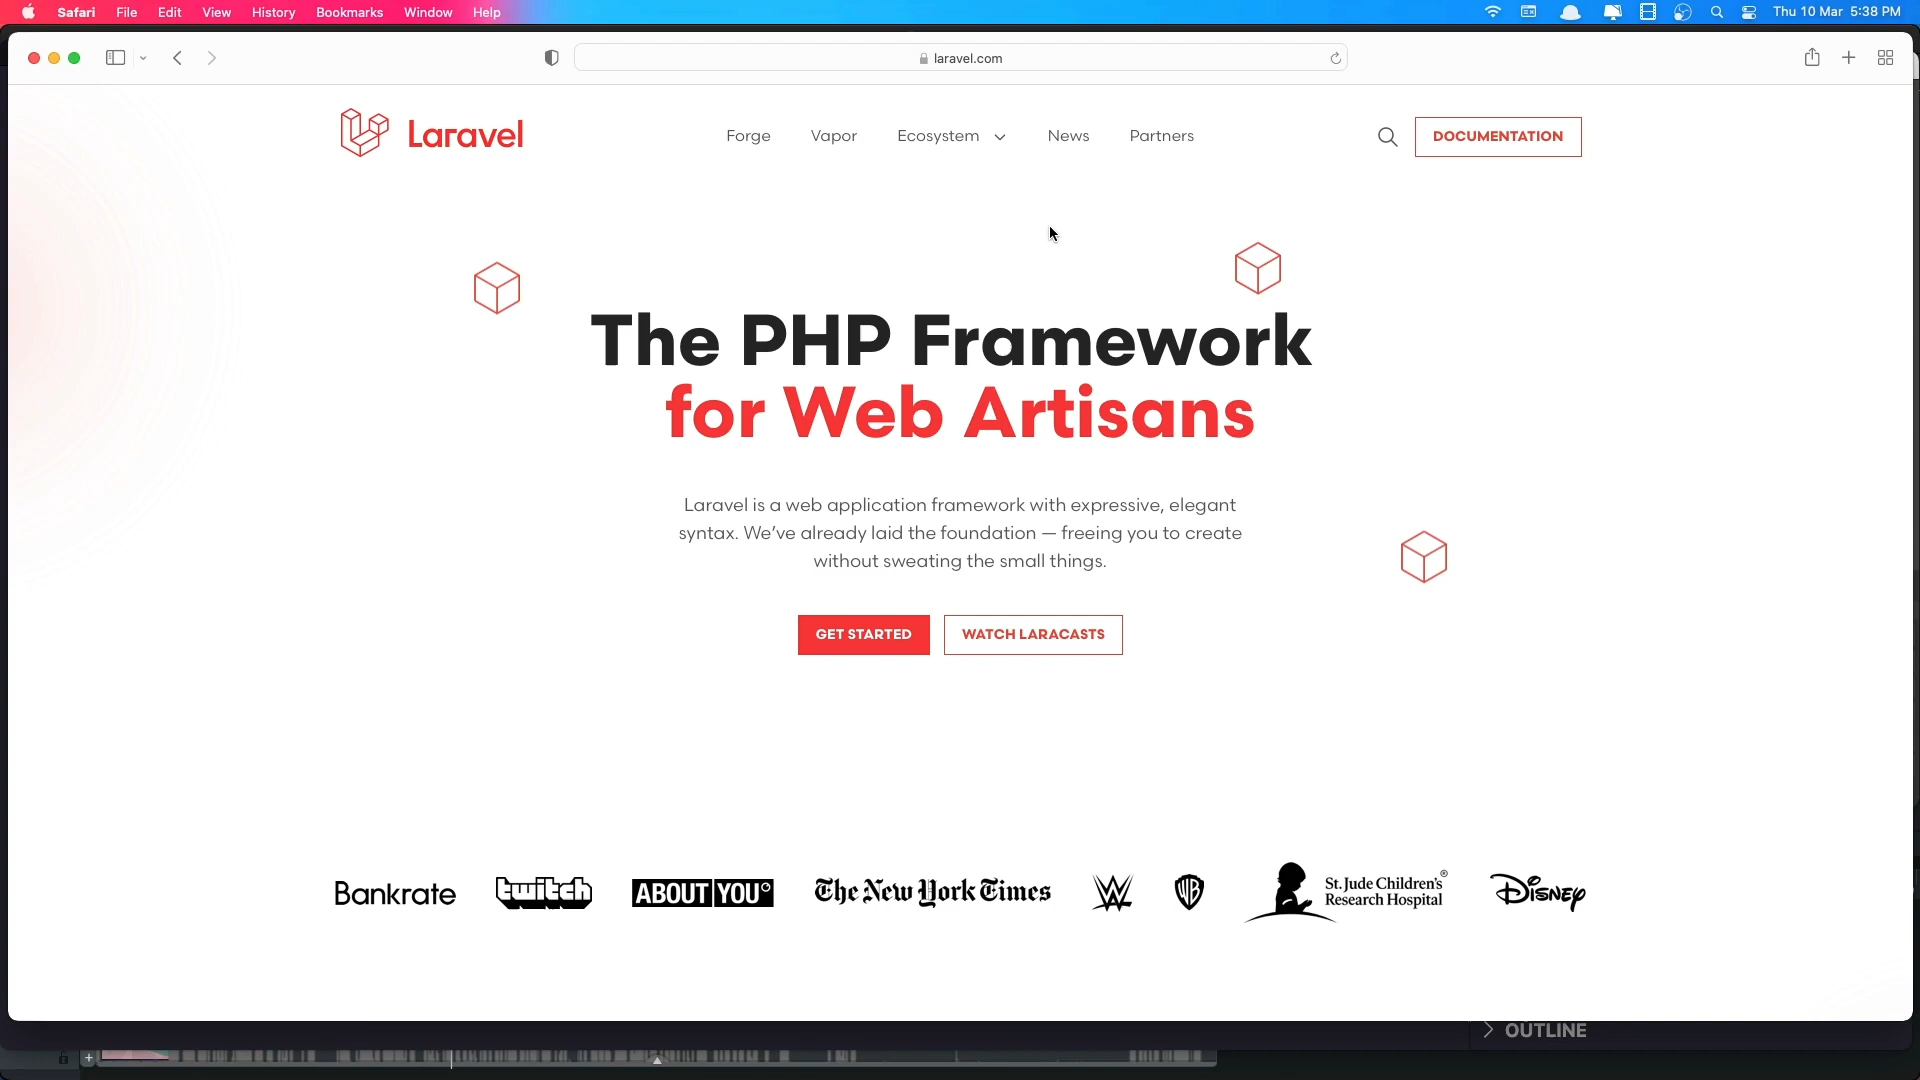 Safari File Edit View History Bookmarks Window Help Thu 10 Mar 5:38 PM
laravel.com
Laravel Forge Vapor Ecosystem News Partners DOCUMENTATION
The PHP Framework
for Web Artisans
Laravel is a web application framework with expressive, elegant
syntax. We’ve already laid the foundation — freeing you to create
without sweating the small things.
GET STARTED WATCH LARACASTS
Bankrate twitch ABOUT YOU The New York Times WW WB St. Jude Children's® Disney
Research Hospital
OUTLINE